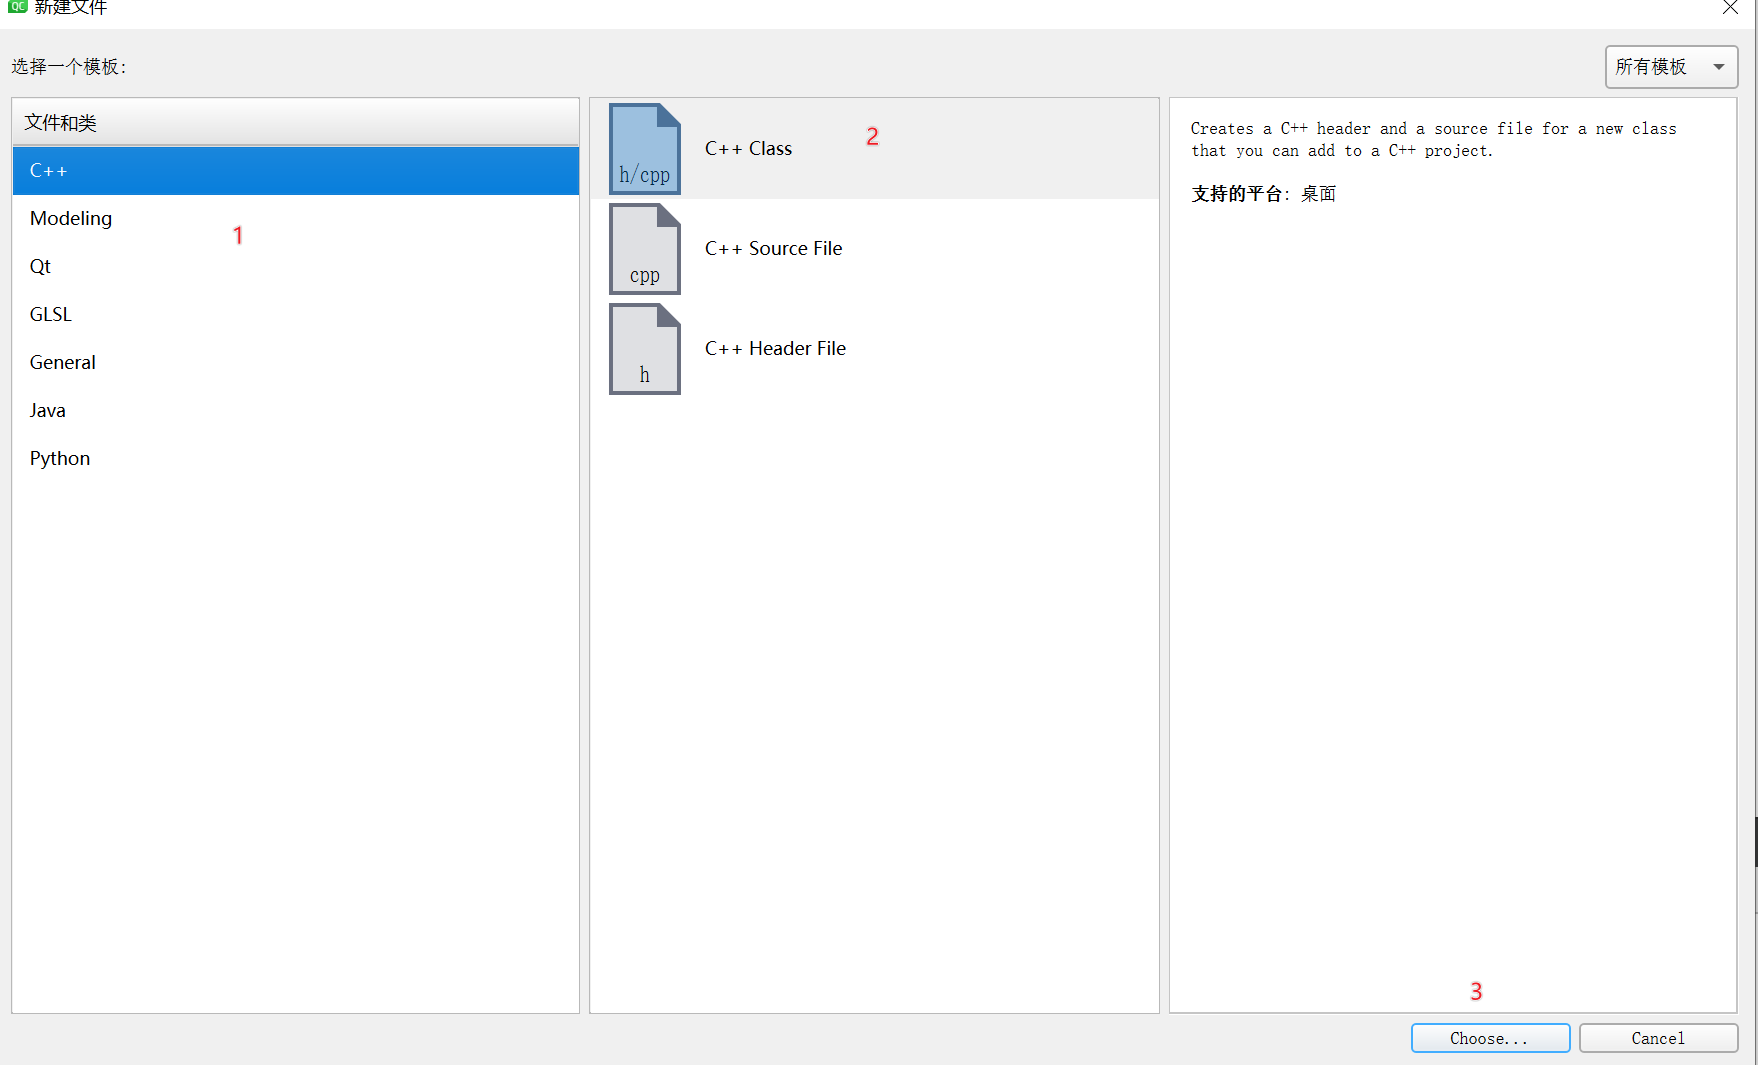 QC 新建文件
选择一个模板：
所有模板
文件和类
C++
Modeling
1
Qt
GLSL
General
Java
Python
h/cpp
C++ Class
2
cpp
C++ Source File
h
C++ Header File
Creates a C++ header and a source file for a new class
that you can add to a C++ project.
支持的平台：桌面
3
Choose...
Cancel